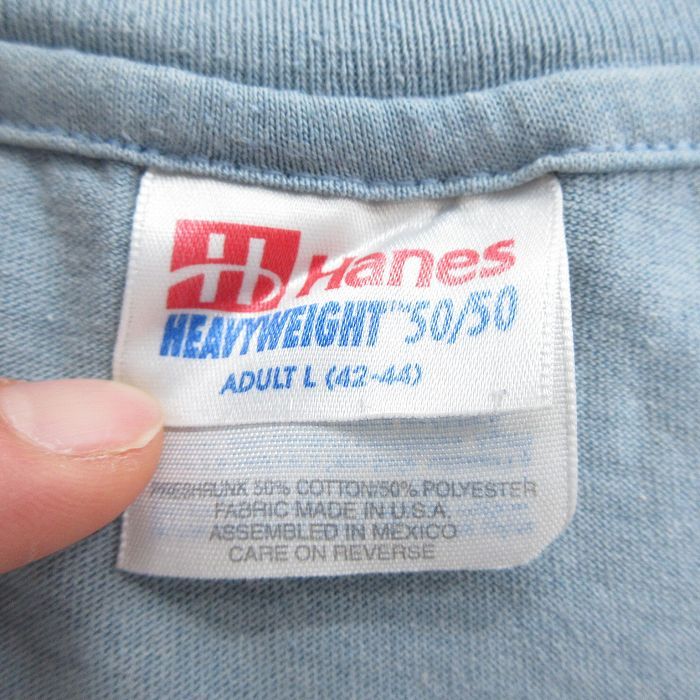 H Hanes
HEAVYWEIGHT™ 50/50
ADULT L (42-44)
PRESHRUNK 50% COTTON/50% POLYESTER
FABRIC MADE IN U.S.A.
ASSEMBLED IN MEXICO
CARE ON REVERSE